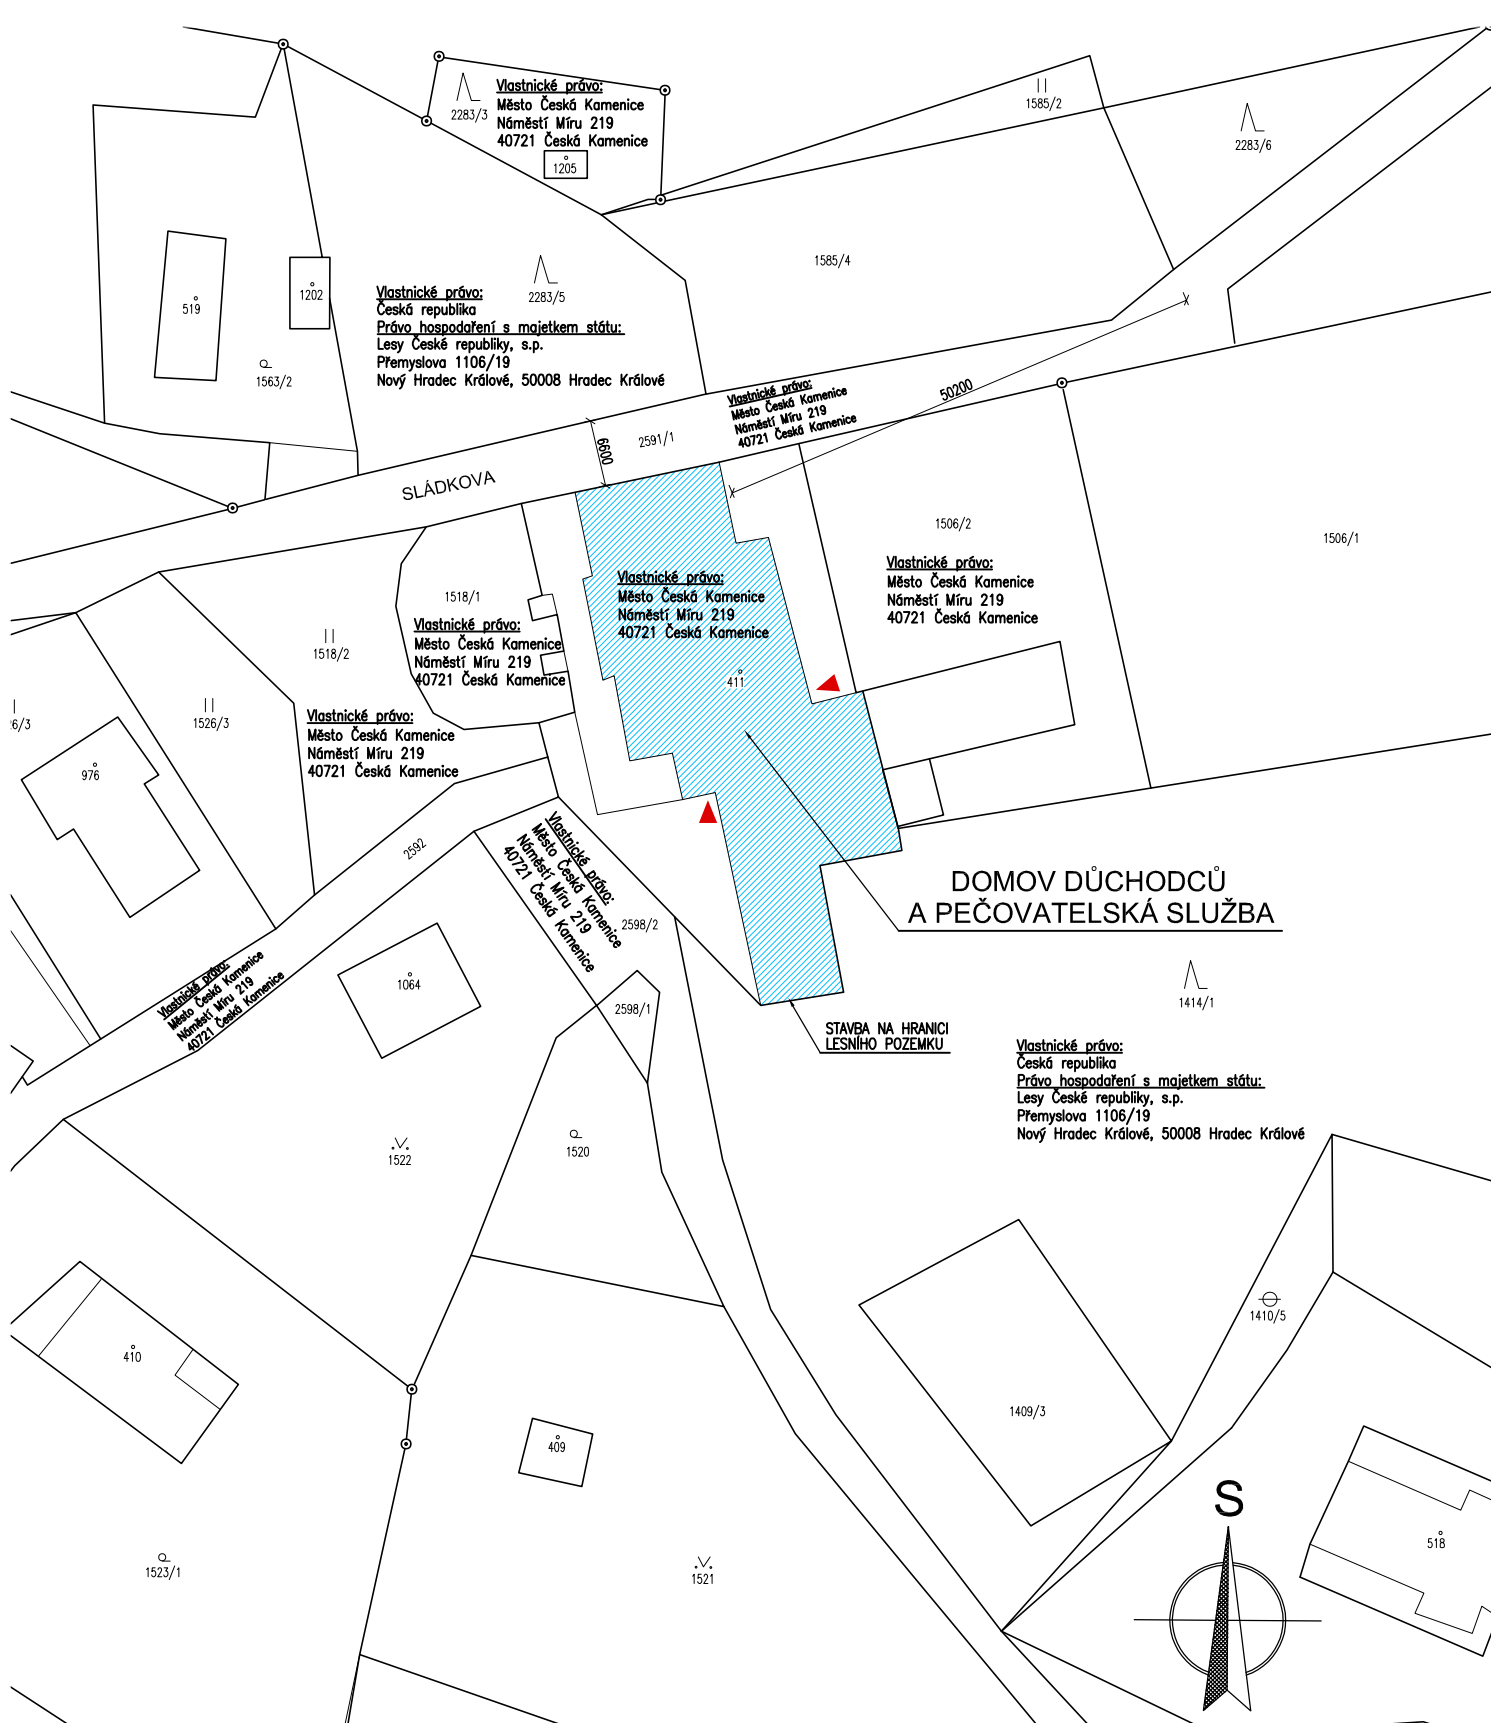 Vlastnické právo:
Město Česká Kamenice
Náměstí Míru 219
40721 Česká Kamenice
2283/3
1205
1585/2
2283/6
1585/4
2283/5
519
1202
1563/2
Vlastnické právo:
Česká republika
Právo hospodaření s majetkem státu:
Lesy České republiky, s.p.
Přemyslova 1106/19
Nový Hradec Králové, 50008 Hradec Králové
Vlastnické právo:
Město Česká Kamenice
Náměstí Míru 219
40721 Česká Kamenice
50200
6600
2591/1
SLÁDKOVA
1506/2
1506/1
Vlastnické právo:
Město Česká Kamenice
Náměstí Míru 219
40721 Česká Kamenice
Vlastnické právo:
Město Česká Kamenice
Náměstí Míru 219
40721 Česká Kamenice
411
1518/1
Vlastnické právo:
Město Česká Kamenice
Náměstí Míru 219
40721 Česká Kamenice
1518/2
Vlastnické právo:
Město Česká Kamenice
Náměstí Míru 219
40721 Česká Kamenice
1526/3
6/3
976
2592
Vlastnické právo:
Město Česká Kamenice
Náměstí Míru 219
40721 Česká Kamenice
2598/2
DOMOV DŮCHODCŮ
A PEČOVATELSKÁ SLUŽBA
Vlastnické právo:
Město Česká Kamenice
Náměstí Míru 219
40721 Česká Kamenice
1064
2598/1
STAVBA NA HRANICI
LESNÍHO POZEMKU
1414/1
Vlastnické právo:
Česká republika
Právo hospodaření s majetkem státu:
Lesy České republiky, s.p.
Přemyslova 1106/19
Nový Hradec Králové, 50008 Hradec Králové
1522
1520
1410/5
410
1409/3
409
S
518
1523/1
1521